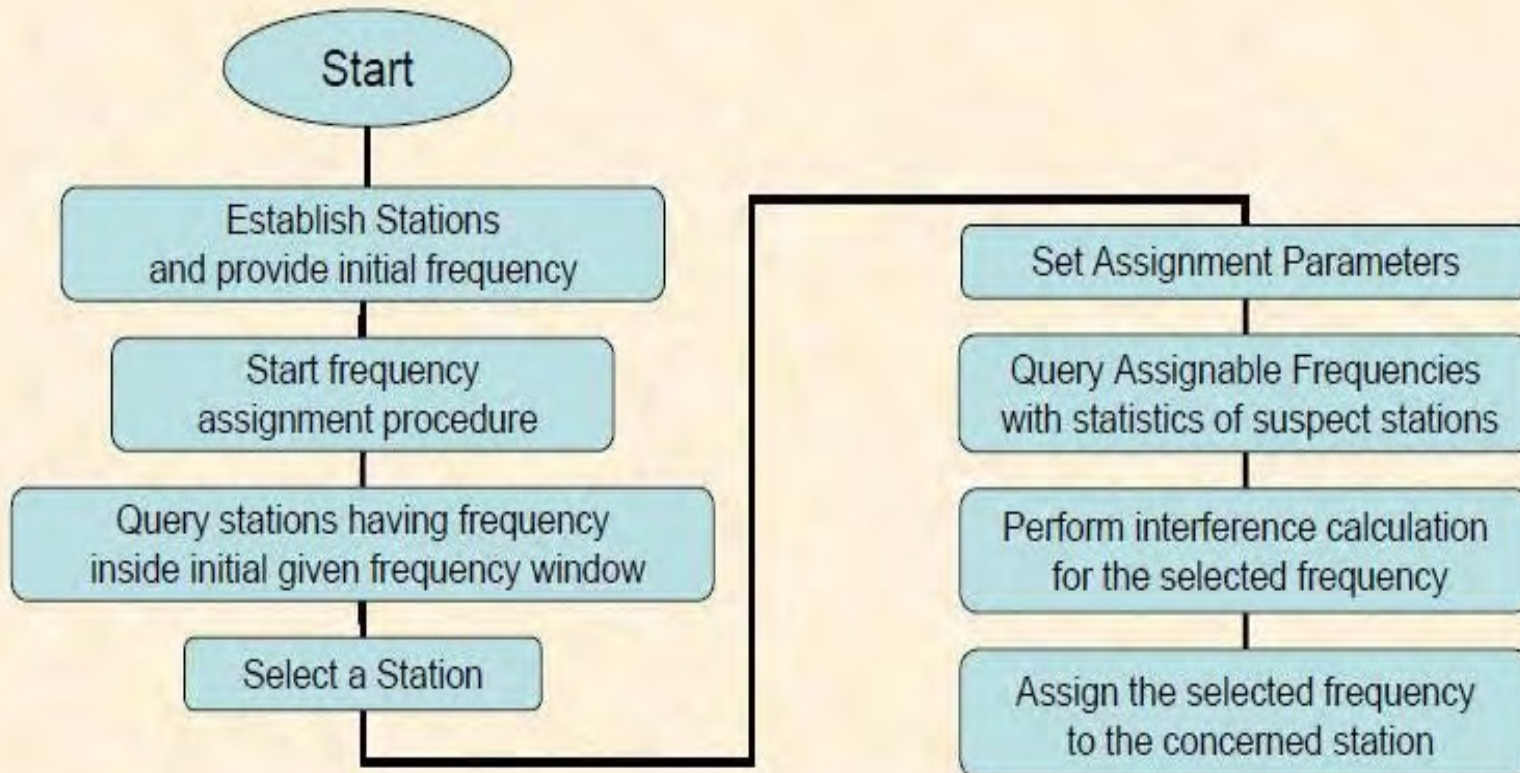 Start
Establish Stations
and provide initial frequency
Start frequency
assignment procedure
Query stations having frequency
inside initial given frequency window
Select a Station
Set Assignment Parameters
Query Assignable Frequencies
with statistics of suspect stations
Perform interference calculation
for the selected frequency
Assign the selected frequency
to the concerned station